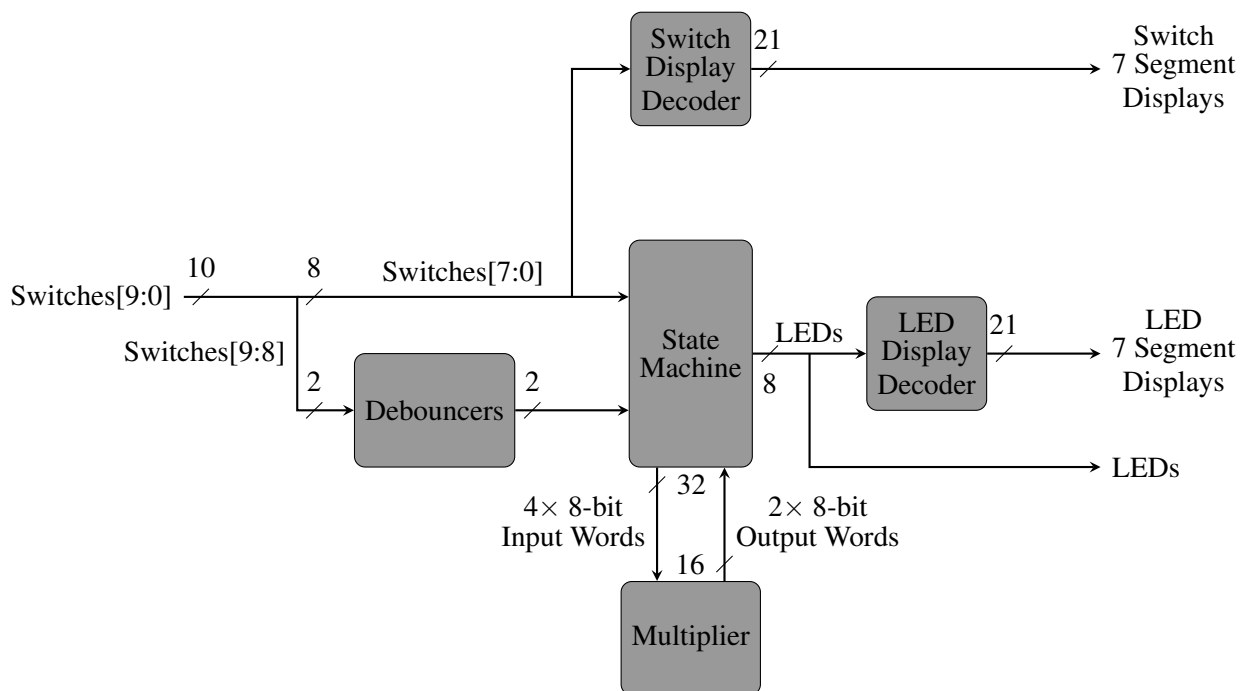 Switch
Display
Decoder
21
Switch
7 Segment
Displays
Switches[9:0]
10
8
Switches[7:0]
Switches[9:8]
2
Debouncers
2
State
Machine
LEDs
8
LED
Display
Decoder
21
LED
7 Segment
Displays
LEDs
32
4× 8-bit
Input Words
2× 8-bit
Output Words
16
Multiplier